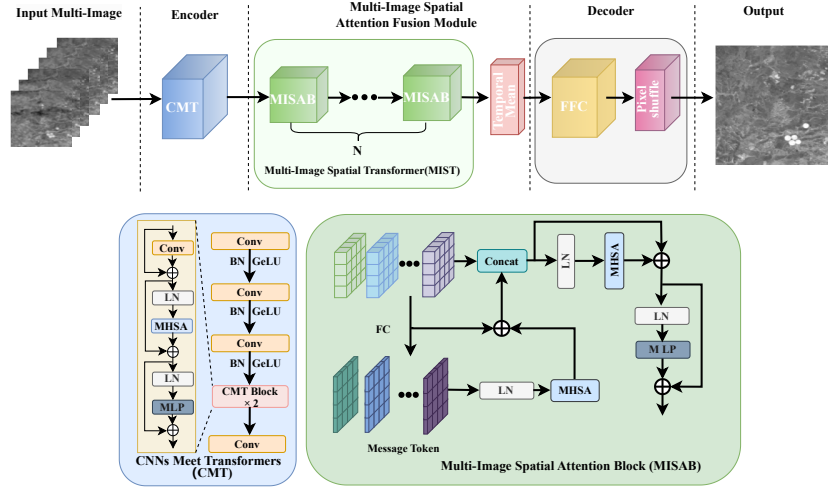 Input Multi-Image
Encoder
Multi-Image Spatial
Attention Fusion Module
Decoder
Output
CMT
MISAB
MISAB
N
Multi-Image Spatial Transformer(MIST)
Temporal
Mean
FFC
Pixel
shuffle
Conv
LN
MHSA
LN
MLP
Conv
BN
GeLU
Conv
BN
GeLU
Conv
BN
GeLU
CMT Block
× 2
Conv
CNNs Meet Transformers
(CMT)
Concat
LN
MHSA
FC
LN
MHSA
LN
M LP
Message Token
Multi-Image Spatial Attention Block (MISAB)